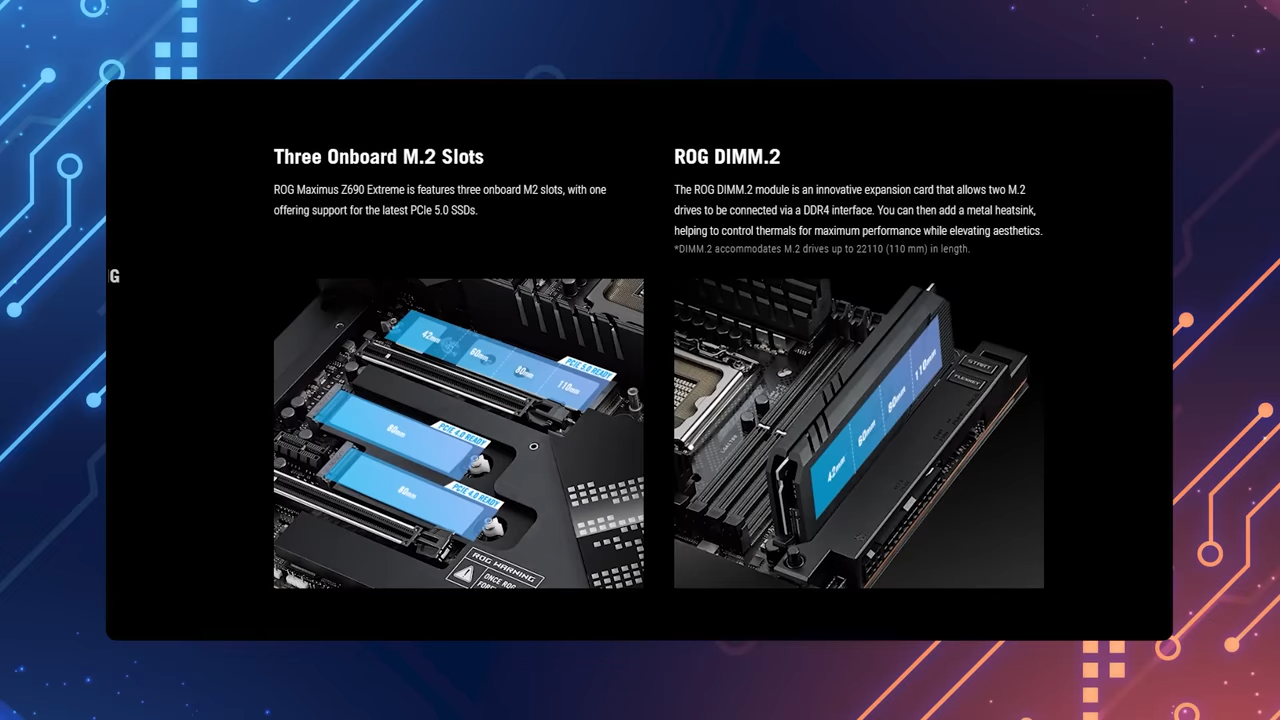 Three Onboard M.2 Slots
ROG Maximus Z690 Extreme is features three onboard M2 slots, with one
offering support for the latest PCIe 5.0 SSDs.
ROG DIMM.2
The ROG DIMM.2 module is an innovative expansion card that allows two M.2
drives to be connected via a DDR4 interface. You can then add a metal heatsink,
helping to control thermals for maximum performance while elevating aesthetics.
*DIMM.2 accommodates M.2 drives up to 22110 (110 mm) in length.
G
42mm
60mm
80mm
110mm
PCIE 5.0 READY
80mm
PCIE 4.0 READY
80mm
PCIE 4.0 READY
ROG WARNING
42mm
60mm
80mm
110mm
START
FLEXKEY